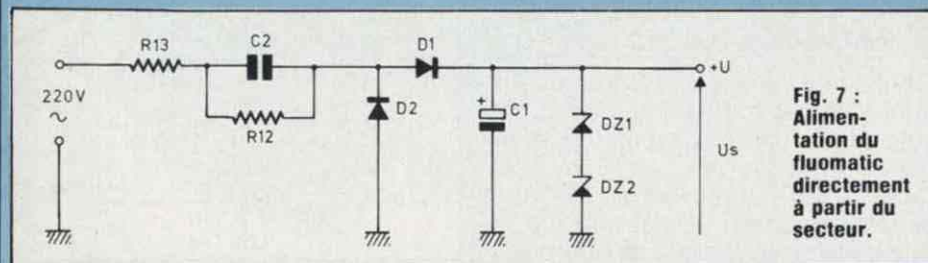 R13
C2
D1
+U
220V
~
R12
D2
+
C1
DZ1
DZ2
Us
Fig. 7 :
Alimen-
tation du
fluomatic
directement
à partir du
secteur.